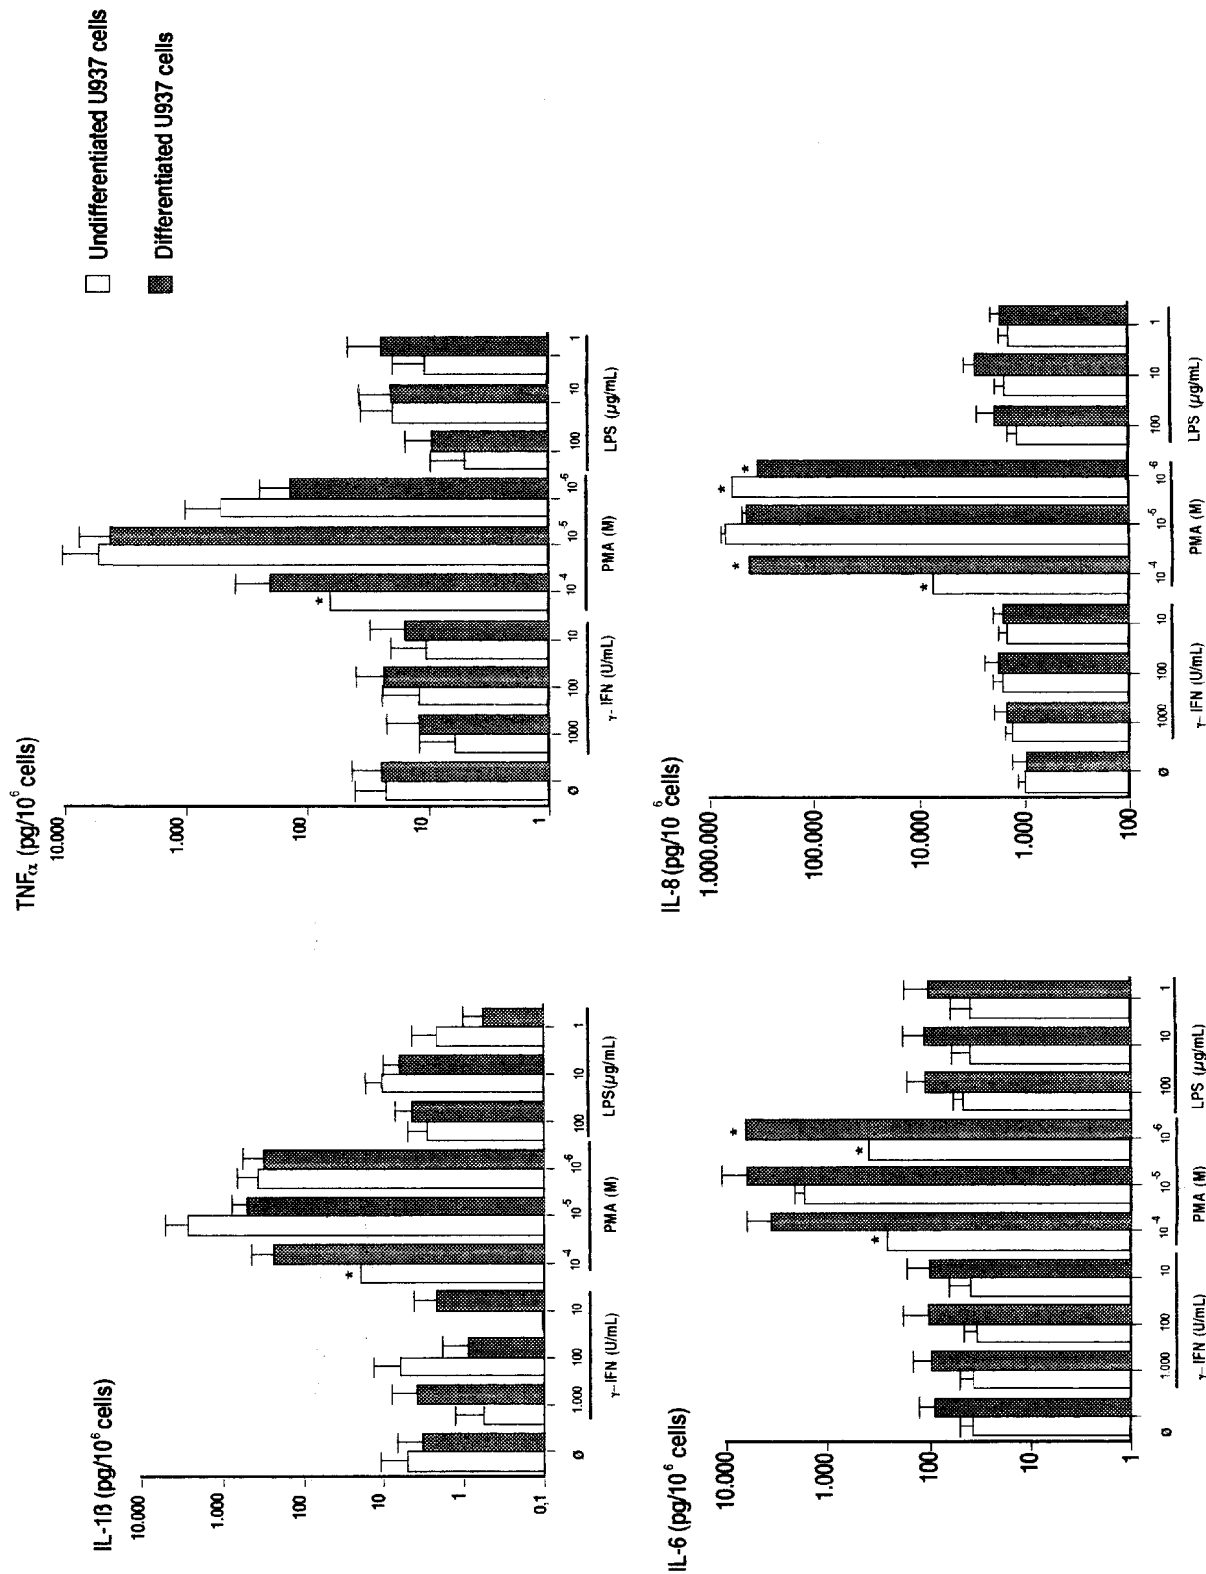 IL-1ß (pg/10⁶ cells)
10.000
1.000
100
10
1
0,1
Ø
1.000
100
10
10⁻⁴
10⁻⁵
10⁻⁶
100
10
1
γ-IFN (U/mL)
PMA (M)
LPS(µg/mL)
*
TNFα (pg/10⁶ cells)
10.000
1.000
100
10
1
Ø
1000
100
10
10⁻⁴
10⁻⁵
10⁻⁶
100
10
1
γ-IFN (U/mL)
PMA (M)
LPS (µg/mL)
*
Undifferentiated U937 cells
Differentiated U937 cells
IL-6 (pg/10⁶ cells)
10.000
1.000
100
10
1
Ø
1.000
100
10
10⁻⁴
10⁻⁵
10⁻⁶
100
10
1
γ-IFN (U/mL)
PMA (M)
LPS (µg/mL)
* * *
IL-8 (pg/10⁶ cells)
1.000.000
100.000
10.000
1.000
100
Ø
1000
100
10
10⁻⁴
10⁻⁵
10⁻⁶
100
10
1
γ-IFN (U/mL)
PMA (M)
LPS (µg/mL)
* * * *